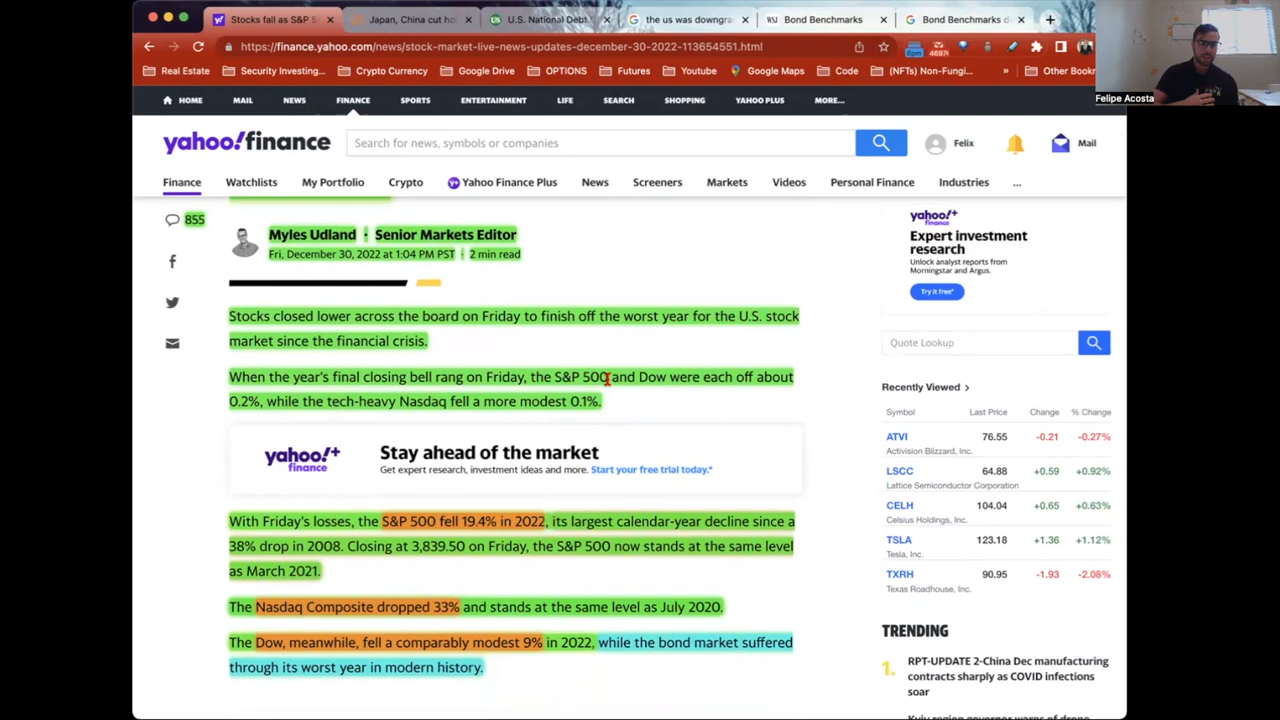 Stocks fall as S&P 5
Japan, China cut hol
U.S. National Debt
the us was downgra
WSJ Bond Benchmarks
Bond Benchmarks d
https://finance.yahoo.com/news/stock-market-live-news-updates-december-30-2022-113654551.html
6pm
4697
Real Estate
Security Investing...
Crypto Currency
Google Drive
OPTIONS
Futures
Youtube
Google Maps
Code
(NFTs) Non-Fungi...
»
Other Bookm
Felipe Acosta
HOME
MAIL
NEWS
FINANCE
SPORTS
ENTERTAINMENT
LIFE
SEARCH
SHOPPING
YAHOO PLUS
MORE...
yahoo!finance
Search for news, symbols or companies
Felix
Mail
Finance
Watchlists
My Portfolio
Crypto
Yahoo Finance Plus
News
Screeners
Markets
Videos
Personal Finance
Industries
...
855
Myles Udland · Senior Markets Editor
Fri, December 30, 2022 at 1:04 PM PST · 2 min read
Stocks closed lower across the board on Friday to finish off the worst year for the U.S. stock
market since the financial crisis.
When the year's final closing bell rang on Friday, the S&P 500 and Dow were each off about
0.2%, while the tech-heavy Nasdaq fell a more modest 0.1%.
yahoo!+
finance
Stay ahead of the market
Get expert research, investment ideas and more. Start your free trial today.*
With Friday's losses, the S&P 500 fell 19.4% in 2022, its largest calendar-year decline since a
38% drop in 2008. Closing at 3,839.50 on Friday, the S&P 500 now stands at the same level
as March 2021.
The Nasdaq Composite dropped 33% and stands at the same level as July 2020.
The Dow, meanwhile, fell a comparably modest 9% in 2022, while the bond market suffered
through its worst year in modern history.
yahoo!+
finance
Expert investment
research
Unlock analyst reports from
Morningstar and Argus.
Try it free*
Quote Lookup
Recently Viewed >
Symbol Last Price Change % Change
ATVI 76.55 -0.21 -0.27%
Activision Blizzard, Inc.
LSCC 64.88 +0.59 +0.92%
Lattice Semiconductor Corporation
CELH 104.04 +0.65 +0.63%
Celsius Holdings, Inc.
TSLA 123.18 +1.36 +1.12%
Tesla, Inc.
TXRH 90.95 -1.93 -2.08%
Texas Roadhouse, Inc.
TRENDING
1. RPT-UPDATE 2-China Dec manufacturing
contracts sharply as COVID infections
soar
Kyiv region governor warns of drone